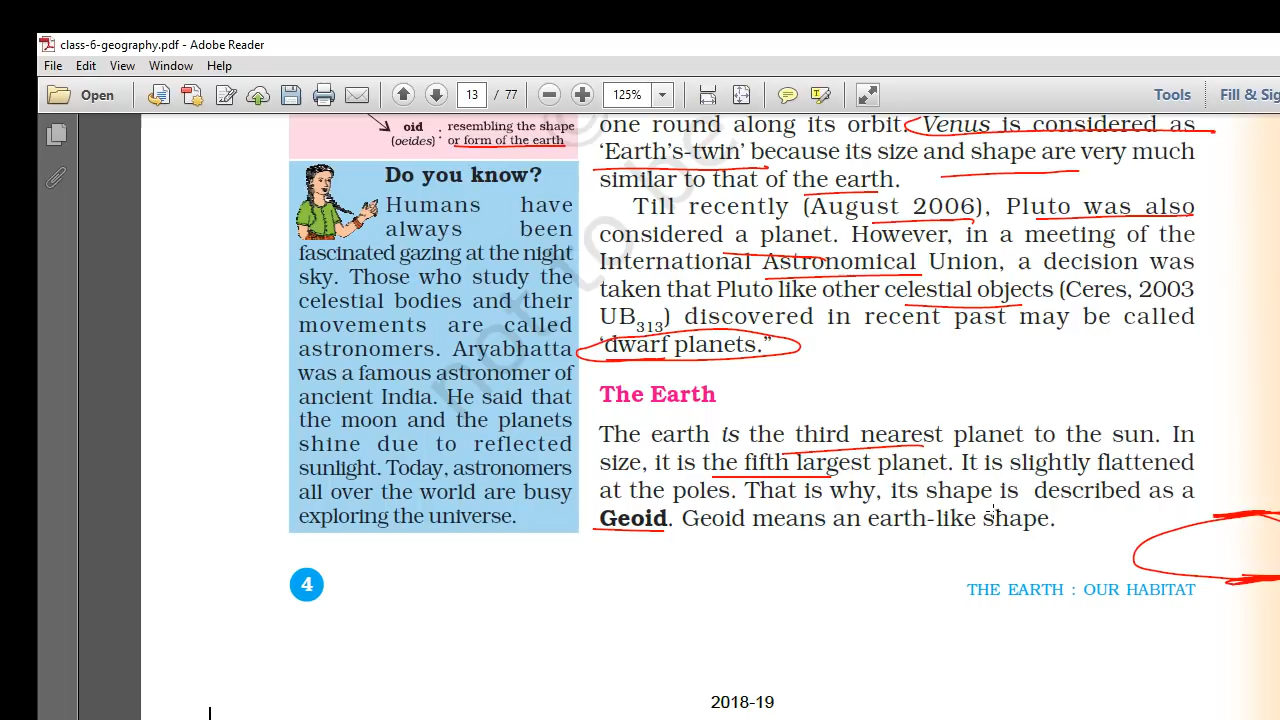 class-6-geography.pdf - Adobe Reader
File Edit View Window Help
Open 13 / 77 125% Tools Fill & Sig
oid : resembling the shape
(oeides) or form of the earth
Do you know?
Humans have
always been
fascinated gazing at the night
sky. Those who study the
celestial bodies and their
movements are called
astronomers. Aryabhatta
was a famous astronomer of
ancient India. He said that
the moon and the planets
shine due to reflected
sunlight. Today, astronomers
all over the world are busy
exploring the universe.
one round along its orbit. Venus is considered as
‘Earth’s-twin’ because its size and shape are very much
similar to that of the earth.
Till recently (August 2006), Pluto was also
considered a planet. However, in a meeting of the
International Astronomical Union, a decision was
taken that Pluto like other celestial objects (Ceres, 2003
UB313) discovered in recent past may be called
‘dwarf planets.”
The Earth
The earth is the third nearest planet to the sun. In
size, it is the fifth largest planet. It is slightly flattened
at the poles. That is why, its shape is described as a
Geoid. Geoid means an earth-like shape.
4
THE EARTH : OUR HABITAT
2018-19
not to be